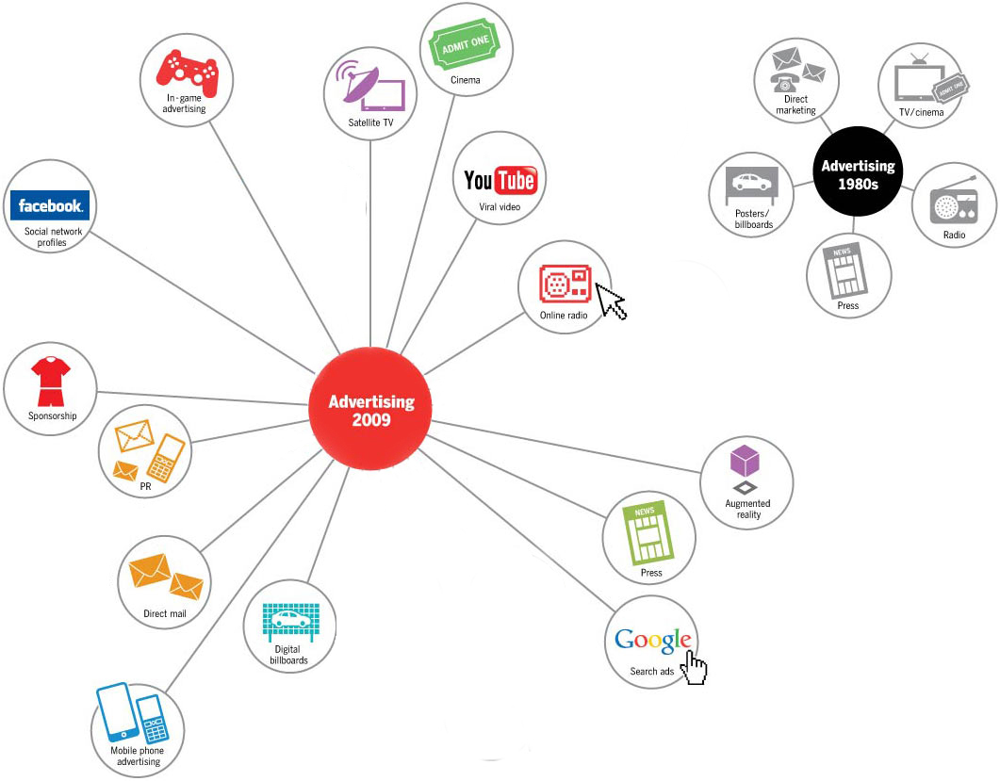 ADMIT ONE
Cinema
In-game
advertising
Satellite TV
You Tube
Viral video
facebook.
Social network
profiles
Online radio
Advertising
2009
Sponsorship
PR
Direct mail
Digital
billboards
Mobile phone
advertising
Augmented
reality
NEWS
Press
Google
Search ads
Direct
marketing
ADMIT ONE
TV/cinema
Advertising
1980s
Posters/
billboards
Radio
NEWS
Press